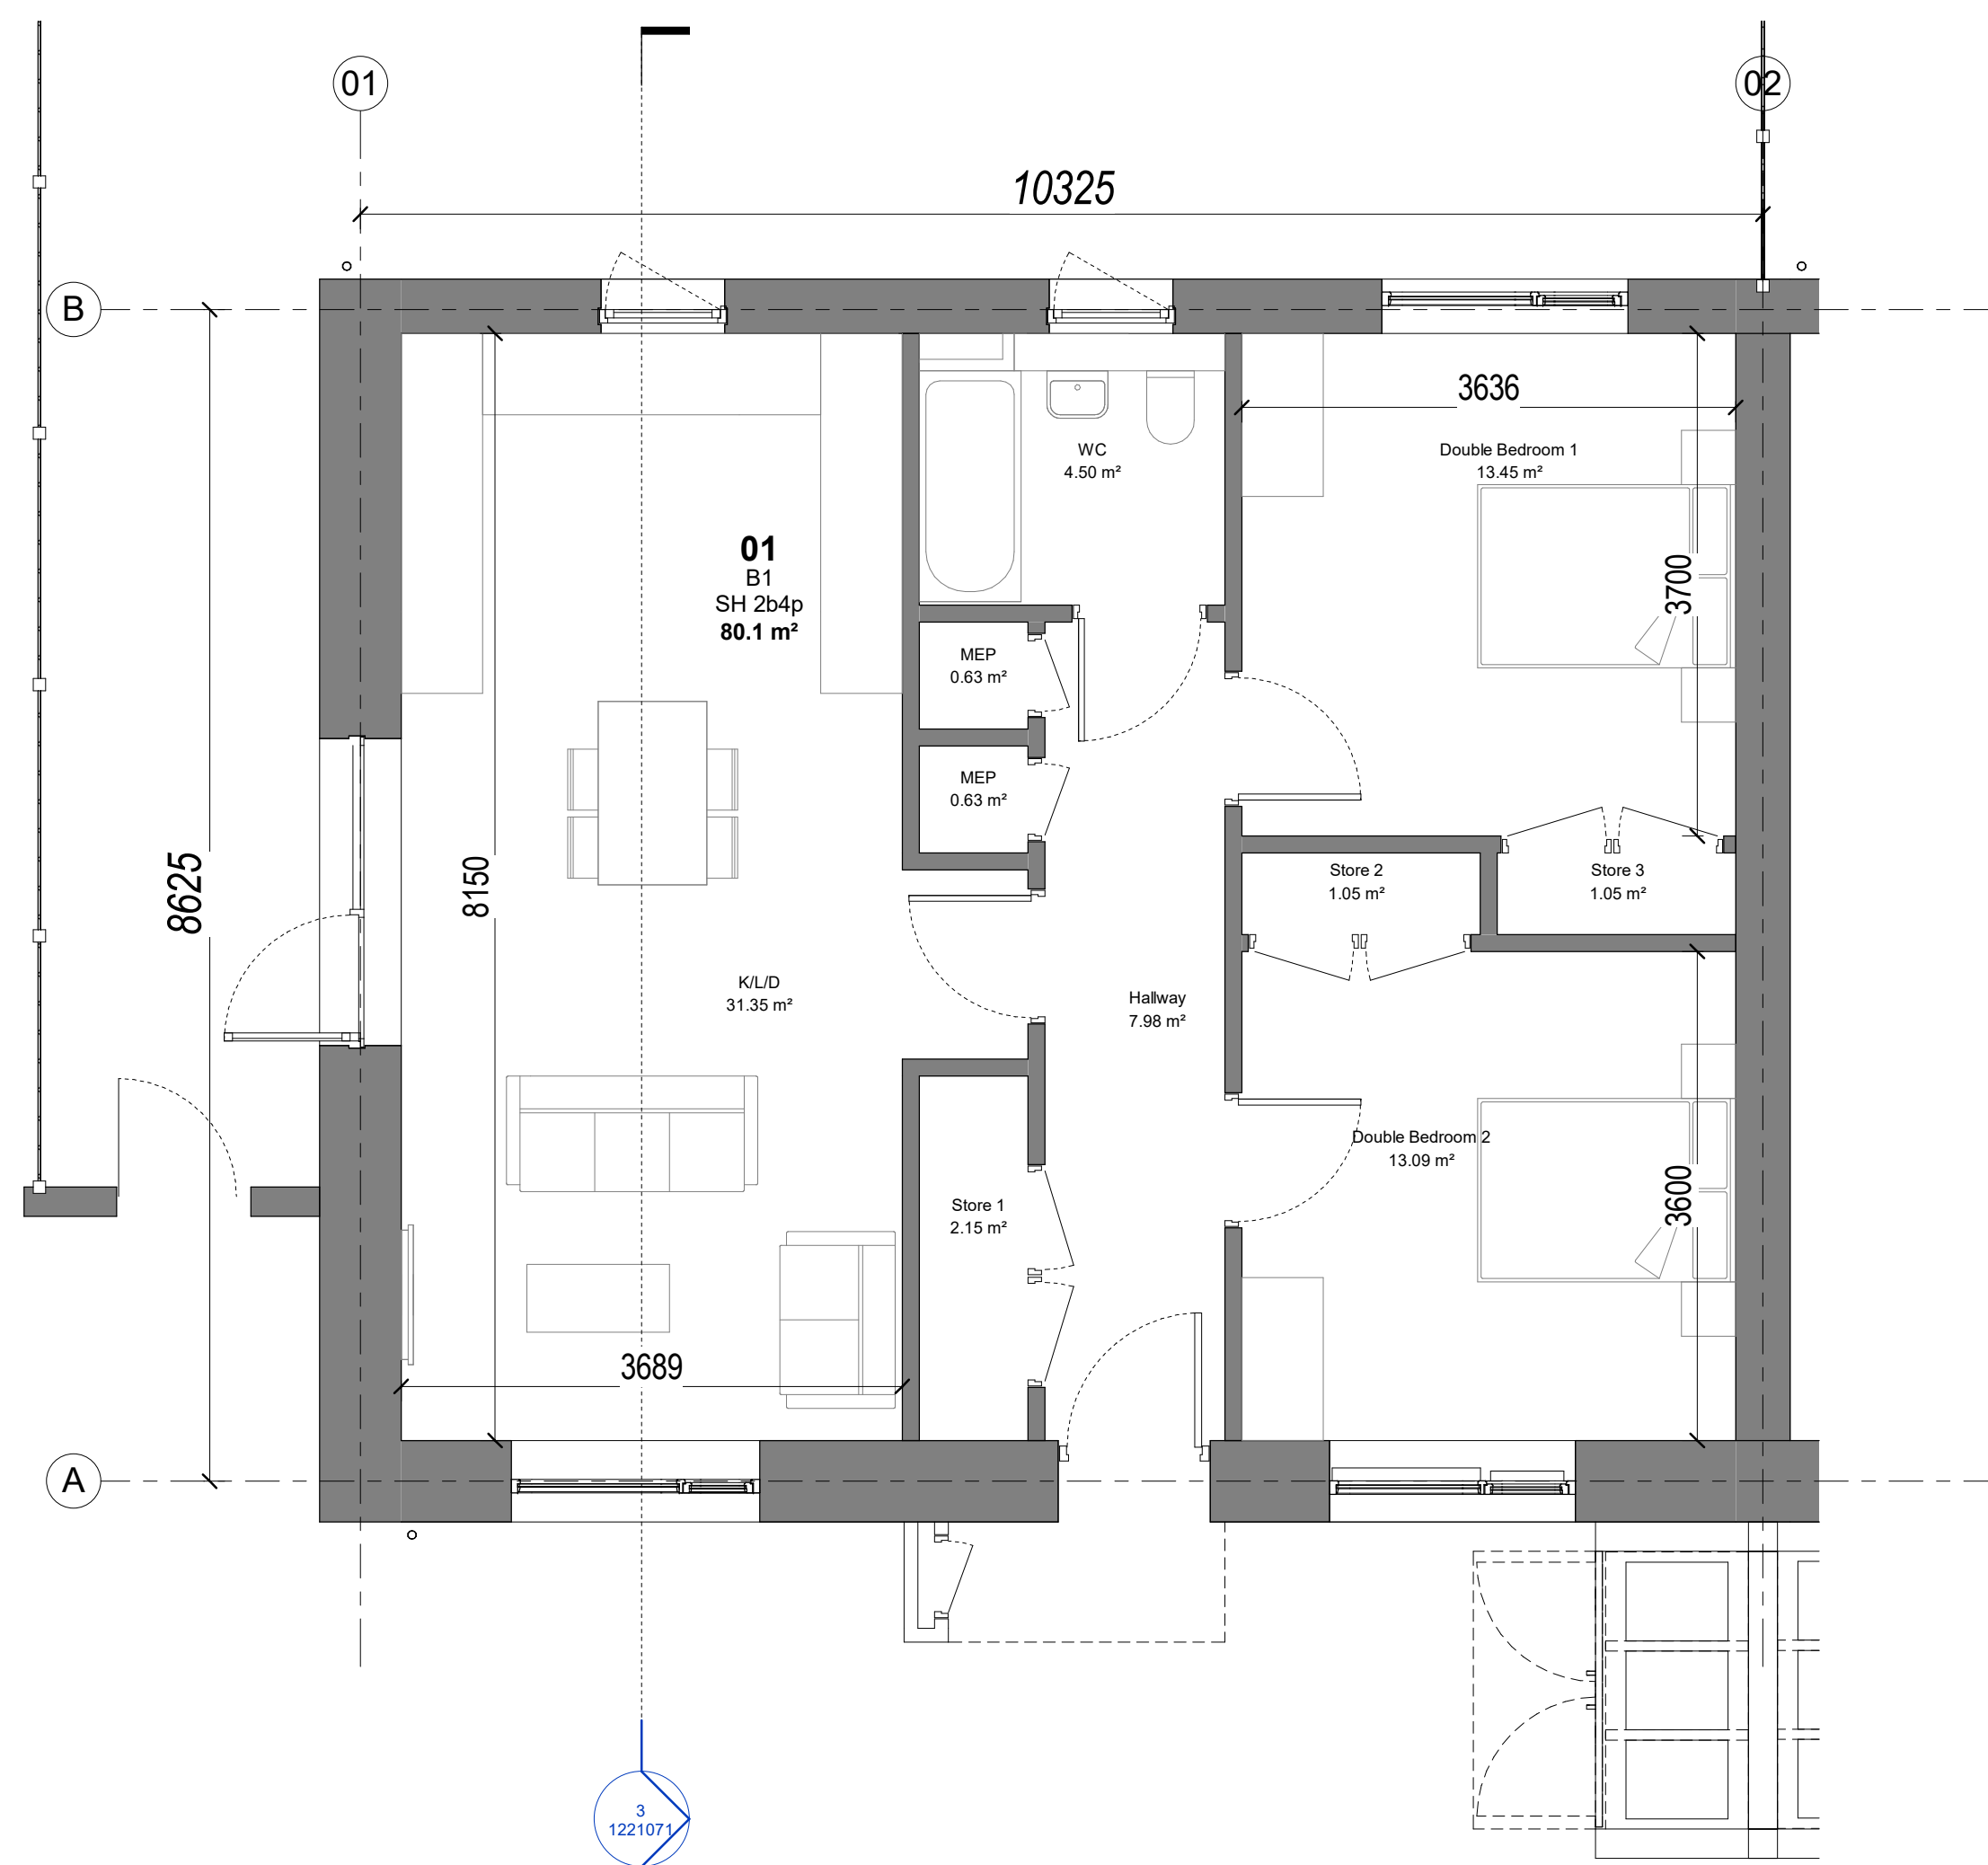 01
02
10325
B
3636
WC
4.50 m²
Double Bedroom 1
13.45 m²
01
B1
SH 2b4p
80.1 m²
3700
MEP
0.63 m²
MEP
0.63 m²
8625
8150
Store 2
1.05 m²
Store 3
1.05 m²
K/L/D
31.35 m²
Hallway
7.98 m²
Double Bedroom 2
13.09 m²
3600
Store 1
2.15 m²
3689
A
3
1221071